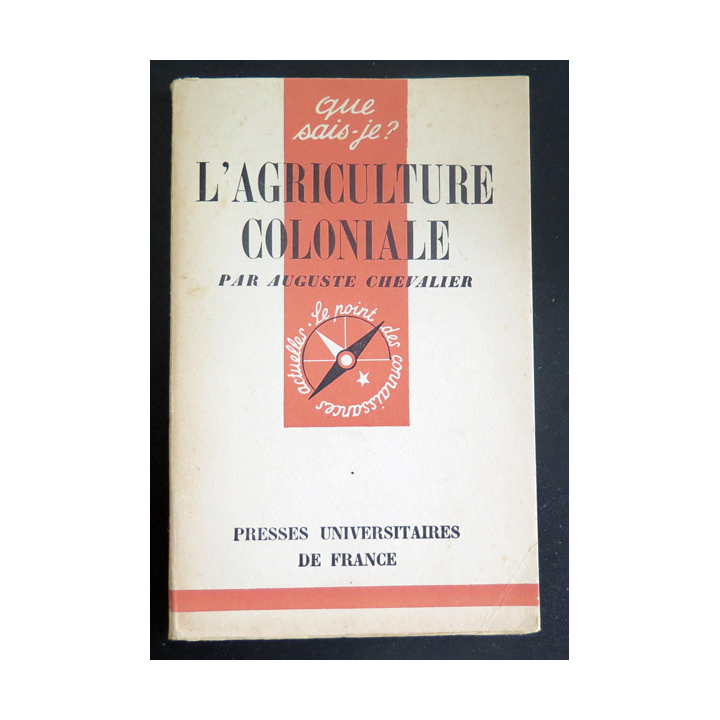 que
sais-je?
L'AGRICULTURE
COLONIALE
PAR AUGUSTE CHEVALIER
Le point des connaissances actuelles.
PRESSES UNIVERSITAIRES
DE FRANCE